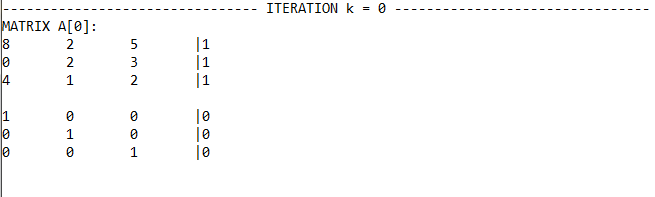 -------------------------------- ITERATION k = 0 --------------------------------
MATRIX A[0]:
8 2 5 |1
0 2 3 |1
4 1 2 |1
1 0 0 |0
0 1 0 |0
0 0 1 |0